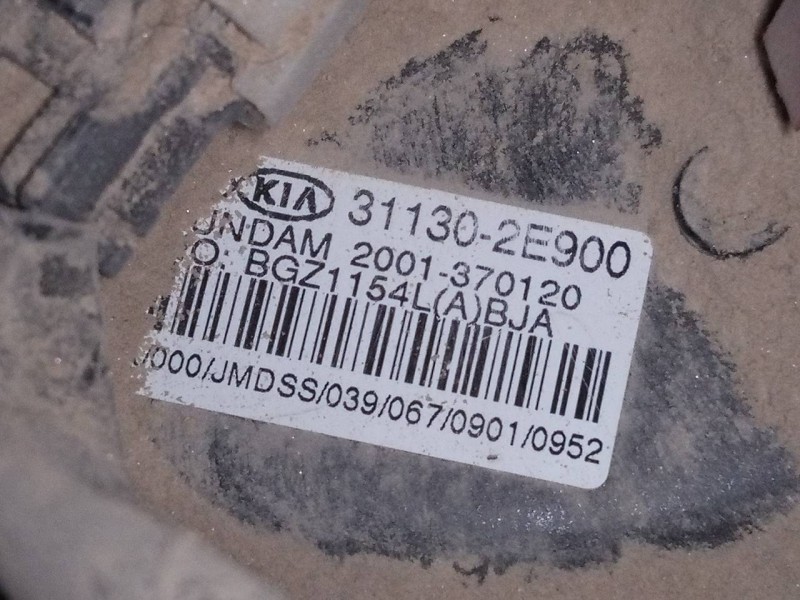 KIA 31130-2E900
UNDAM 2001-370120
O: BGZ1154L(A)BJA
/000/JMDSS/039/067/0901/0952